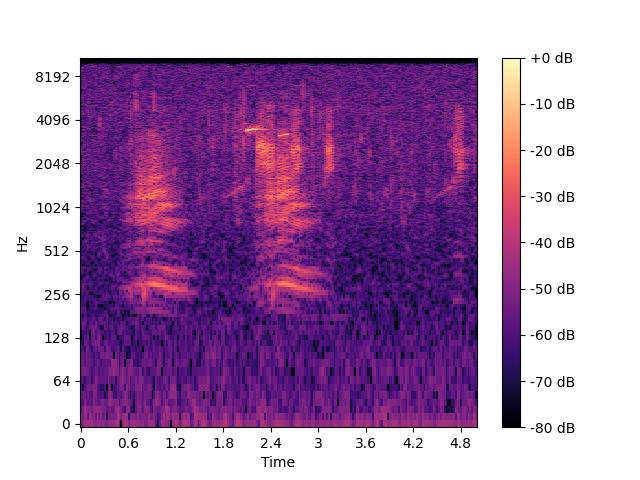 8192
4096
2048
1024
512
256
128
64
0
Hz
0 0.6 1.2 1.8 2.4 3 3.6 4.2 4.8
Time
+0 dB
-10 dB
-20 dB
-30 dB
-40 dB
-50 dB
-60 dB
-70 dB
-80 dB